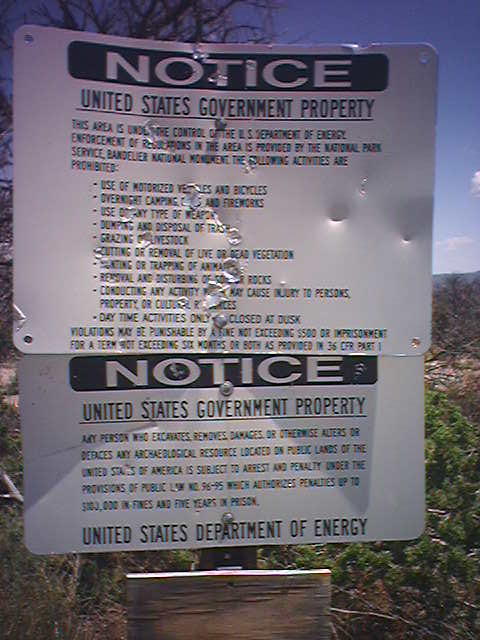 NOTICE
UNITED STATES GOVERNMENT PROPERTY
THIS AREA IS UNDER THE CONTROL OF THE U.S. DEPARTMENT OF ENERGY.
ENFORCEMENT OF REGULATIONS IN THE AREA IS PROVIDED BY THE NATIONAL PARK
SERVICE, BANDELIER NATIONAL MONUMENT. THE FOLLOWING ACTIVITIES ARE
PROHIBITED:
- USE OF MOTORIZED VEHICLES AND BICYCLES
- OVERNIGHT CAMPING, AND FIREWORKS
- USE OF ANY TYPE OF WEAPON
- DUMPING AND DISPOSAL OF TRASH
- GRAZING OF LIVESTOCK
- CUTTING OR REMOVAL OF LIVE OR DEAD VEGETATION
- HUNTING OR TRAPPING OF ANIMALS
- REMOVAL AND DISTURBING OF ROCKS
- CONDUCTING ANY ACTIVITY WHICH MAY CAUSE INJURY TO PERSONS,
PROPERTY, OR CULTURAL RESOURCES
- DAY TIME ACTIVITIES ONLY CLOSED AT DUSK
VIOLATIONS MAY BE PUNISHABLE BY A FINE NOT EXCEEDING $500 OR IMPRISONMENT
FOR A TERM NOT EXCEEDING SIX MONTHS OR BOTH AS PROVIDED IN 36 CFR PART 1
NOTICE
UNITED STATES GOVERNMENT PROPERTY
ANY PERSON WHO EXCAVATES, REMOVES, DAMAGES, OR OTHERWISE ALTERS OR
DEFACES ANY ARCHAEOLOGICAL RESOURCE LOCATED ON PUBLIC LANDS OF THE
UNITED STATES OF AMERICA IS SUBJECT TO ARREST AND PENALTY UNDER THE
PROVISIONS OF PUBLIC LAW NO. 96-95 WHICH AUTHORIZES PENALTIES UP TO
$100,000 IN FINES AND FIVE YEARS IN PRISON.
UNITED STATES DEPARTMENT OF ENERGY